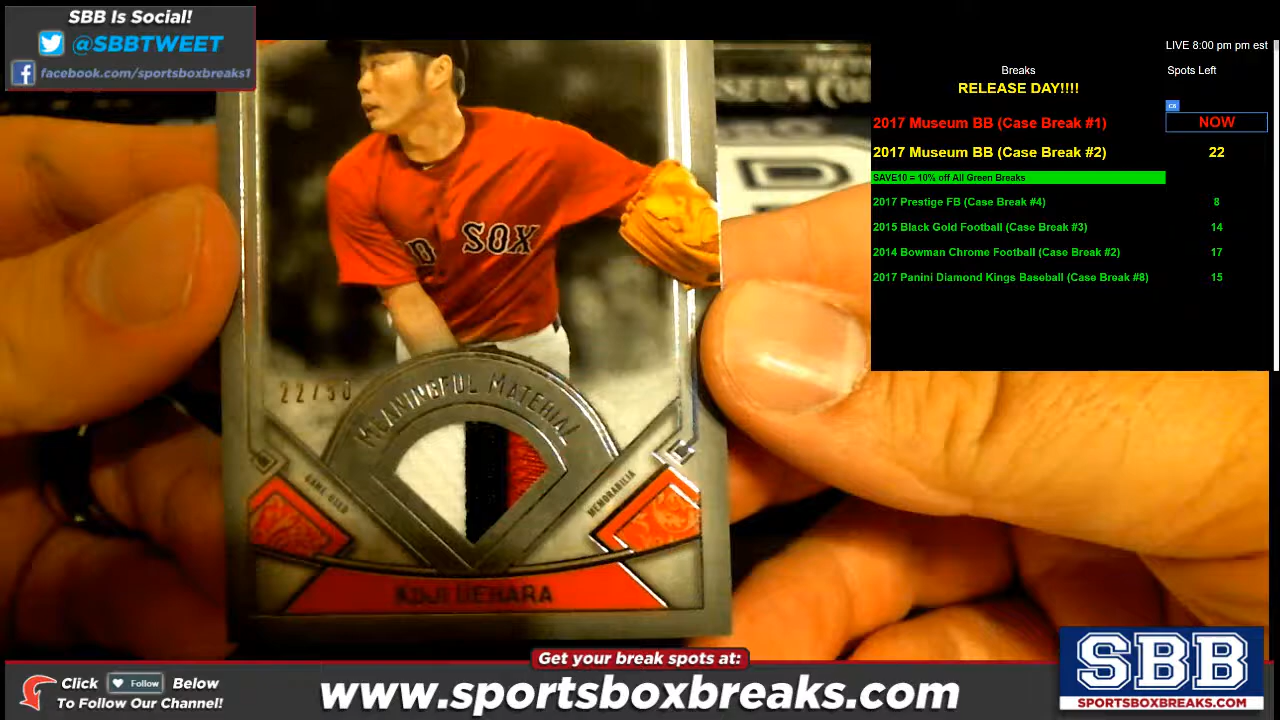 SBB Is Social!
@SBBTWEET
facebook.com/sportsboxbreaks1
LIVE 8:00 pm pm est
Breaks
Spots Left
RELEASE DAY!!!!
2017 Museum BB (Case Break #1)
NOW
2017 Museum BB (Case Break #2)
22
SAVE10 = 10% off All Green Breaks
2017 Prestige FB (Case Break #4)
8
2015 Black Gold Football (Case Break #3)
14
2014 Bowman Chrome Football (Case Break #2)
17
2017 Panini Diamond Kings Baseball (Case Break #8)
15
SOX
22/50
MEANINGFUL MATERIAL
GAME USED
MEMORABILIA
KOJI UEHARA
Get your break spots at:
Click Follow Below
To Follow Our Channel!
www.sportsboxbreaks.com
SBB
SPORTSBOXBREAKS.COM